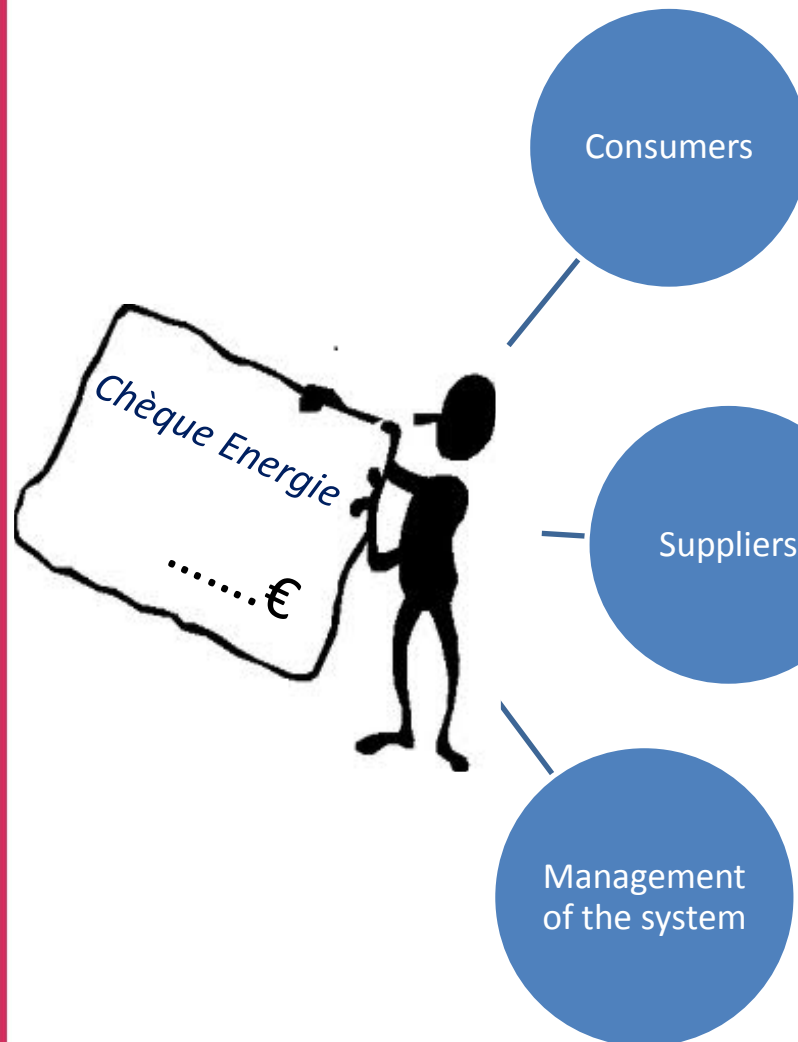 Consumers
Chèque Energie
.......€
Suppliers
Management
of the system